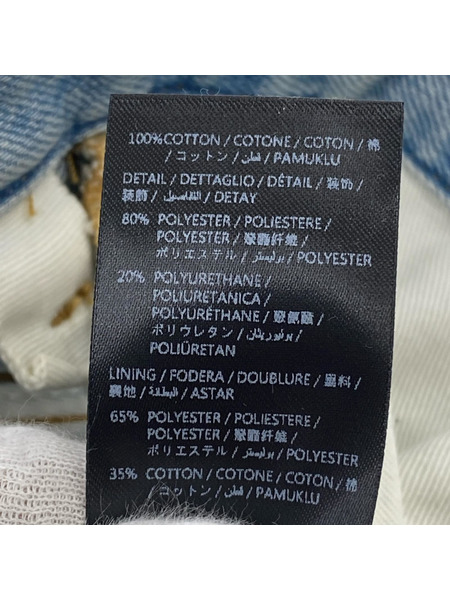 100%COTTON / COTONE / COTON / 棉
/ コットン / قطن / PAMUKLU
DETAIL / DETTAGLIO / DÉTAIL / 装饰 /
装飾 / التفاصيل / DETAY
80% POLYESTER / POLIESTERE /
POLYESTER / 聚酯纤维 /
ポリエステル / بوليستر / POLYESTER
20% POLYURETHANE /
POLIURETANICA /
POLYURÉTHANE / 聚氨酯 /
ポリウレタン / بوليوريثان /
POLIÜRETAN
LINING / FODERA / DOUBLURE / 里料 /
裏地 / البطانة / ASTAR
65% POLYESTER / POLIESTERE /
POLYESTER / 聚酯纤维 /
ポリエステル / بوليستر / POLYESTER
35% COTTON / COTONE / COTON / 棉
/ コットン / قطن / PAMUKLU